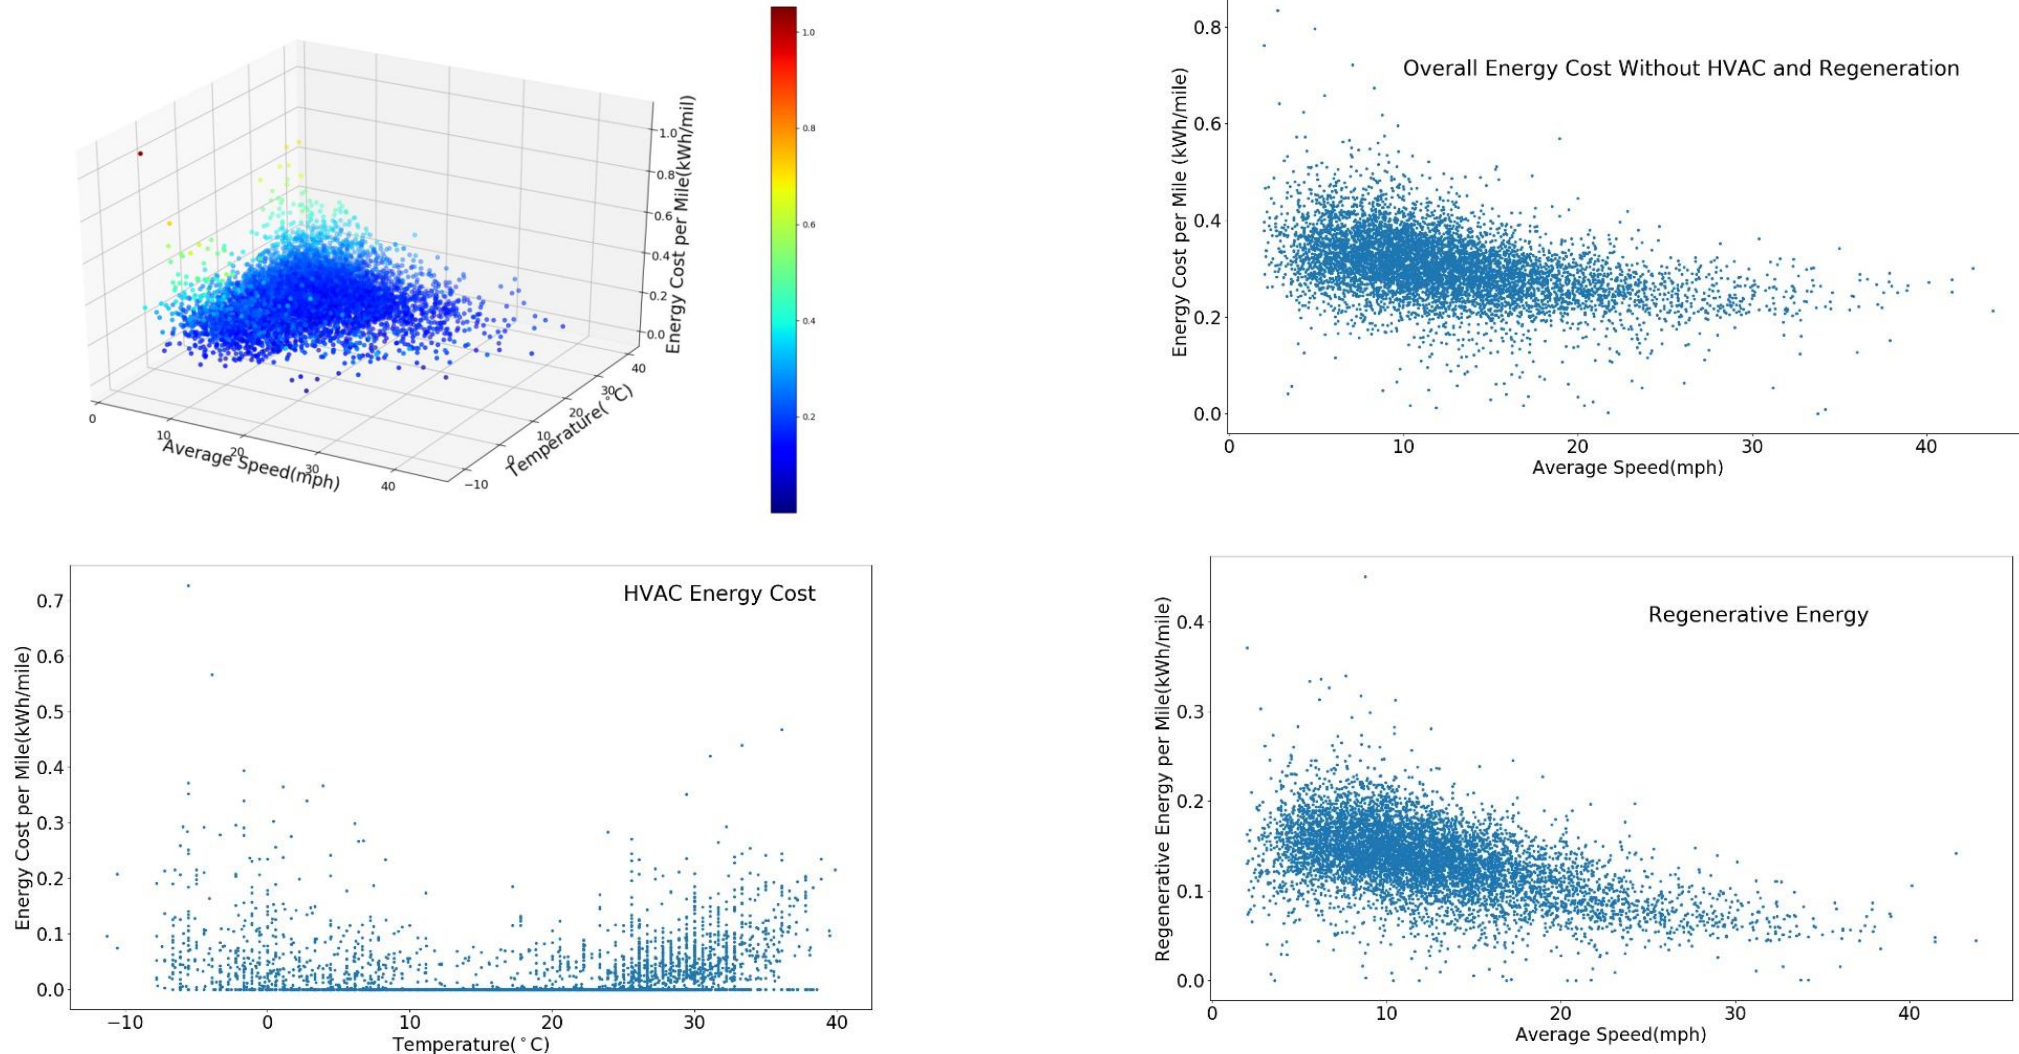 1.0
0.8
0.6
0.4
0.2
0.0
Energy Cost per Mile(kWh/mil)
0
10
20
30
40
Average Speed(mph)
−10
0
10
20
30
40
Temperature(°C)
1.0
0.8
0.6
0.4
0.2
Overall Energy Cost Without HVAC and Regeneration
Energy Cost per Mile (kWh/mile)
0.8
0.6
0.4
0.2
0.0
0 10 20 30 40
Average Speed(mph)
HVAC Energy Cost
Energy Cost per Mile(kWh/mile)
0.7
0.6
0.5
0.4
0.3
0.2
0.1
0.0
−10 0 10 20 30 40
Temperature(°C)
Regenerative Energy
Regenerative Energy per Mile(kWh/mile)
0.4
0.3
0.2
0.1
0.0
0 10 20 30 40
Average Speed(mph)